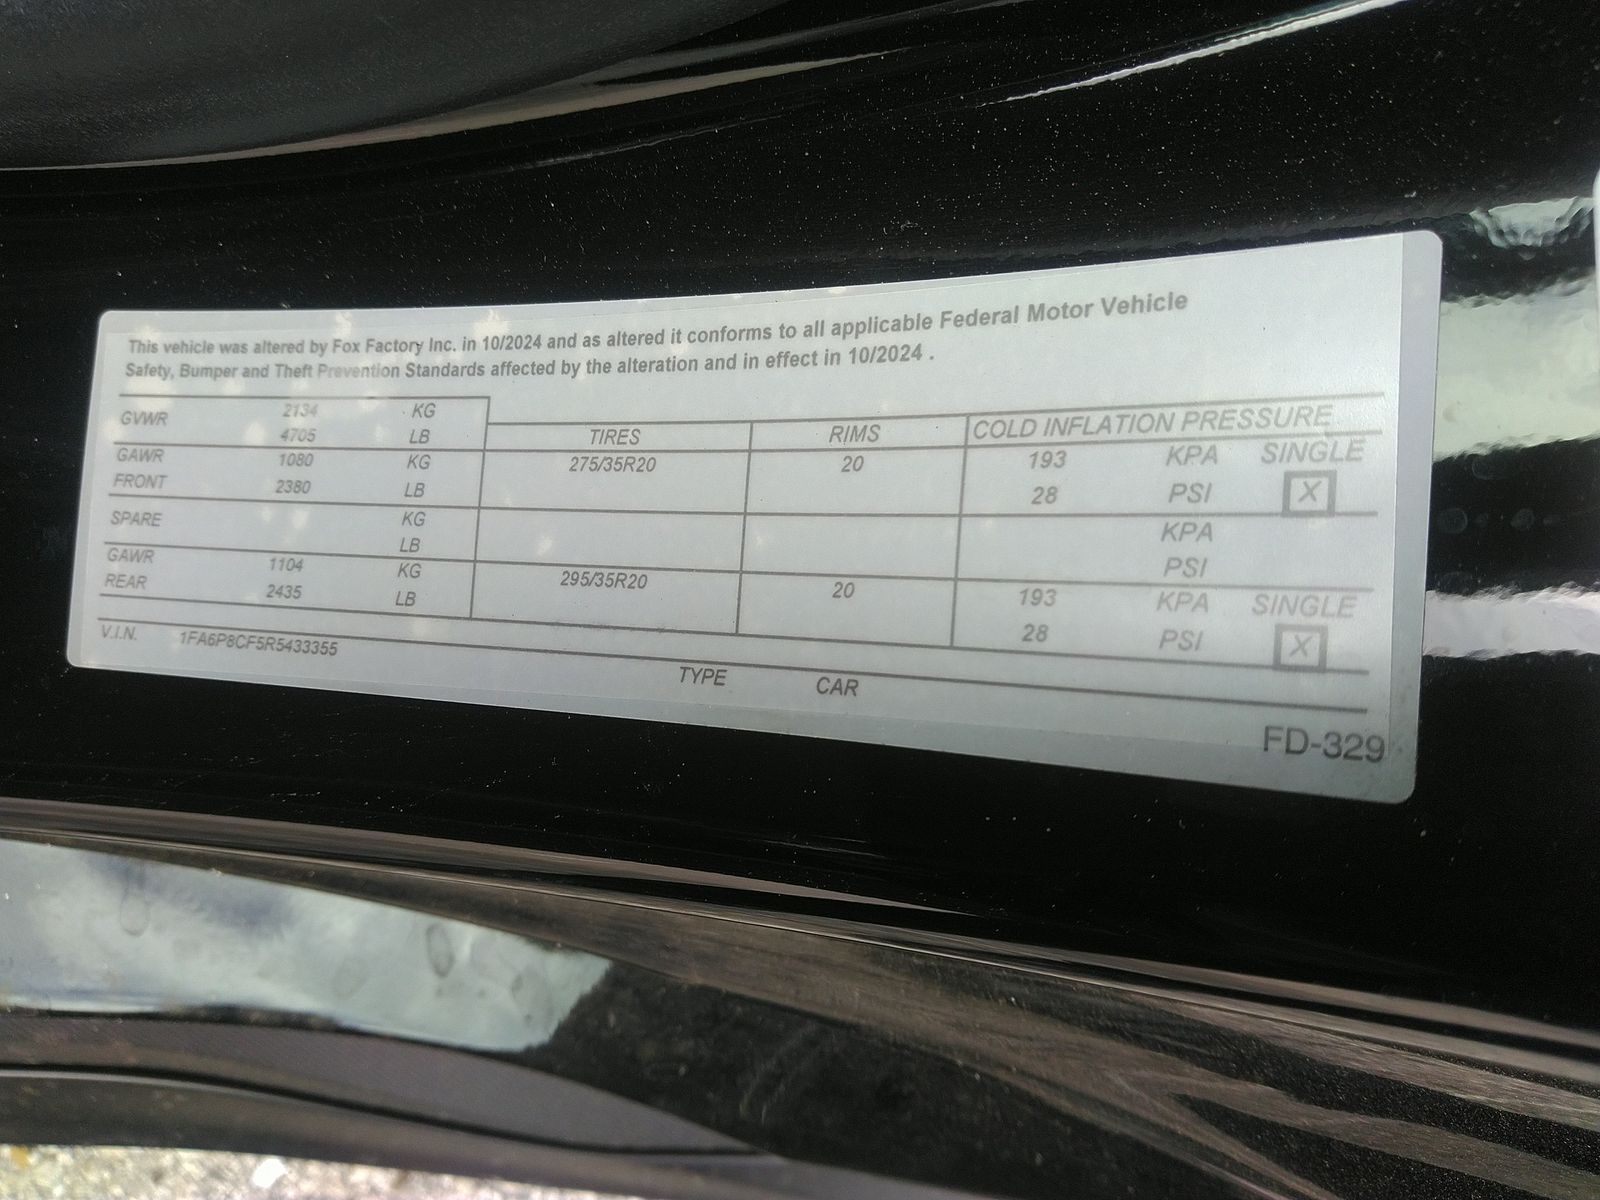 This vehicle was altered by Fox Factory Inc. in 10/2024 and as altered it conforms to all applicable Federal Motor Vehicle
Safety, Bumper and Theft Prevention Standards affected by the alteration and in effect in 10/2024 .
GVWR 2134 KG
4705 LB
TIRES RIMS COLD INFLATION PRESSURE
GAWR 1080 KG 275/35R20 20 193 KPA SINGLE
FRONT 2380 LB 28 PSI X
SPARE KG KPA
LB PSI
GAWR 1104 KG 295/35R20 20 193 KPA SINGLE
REAR 2435 LB 28 PSI X
V.I.N. 1FA6P8CF5R5433355 TYPE CAR
FD-329